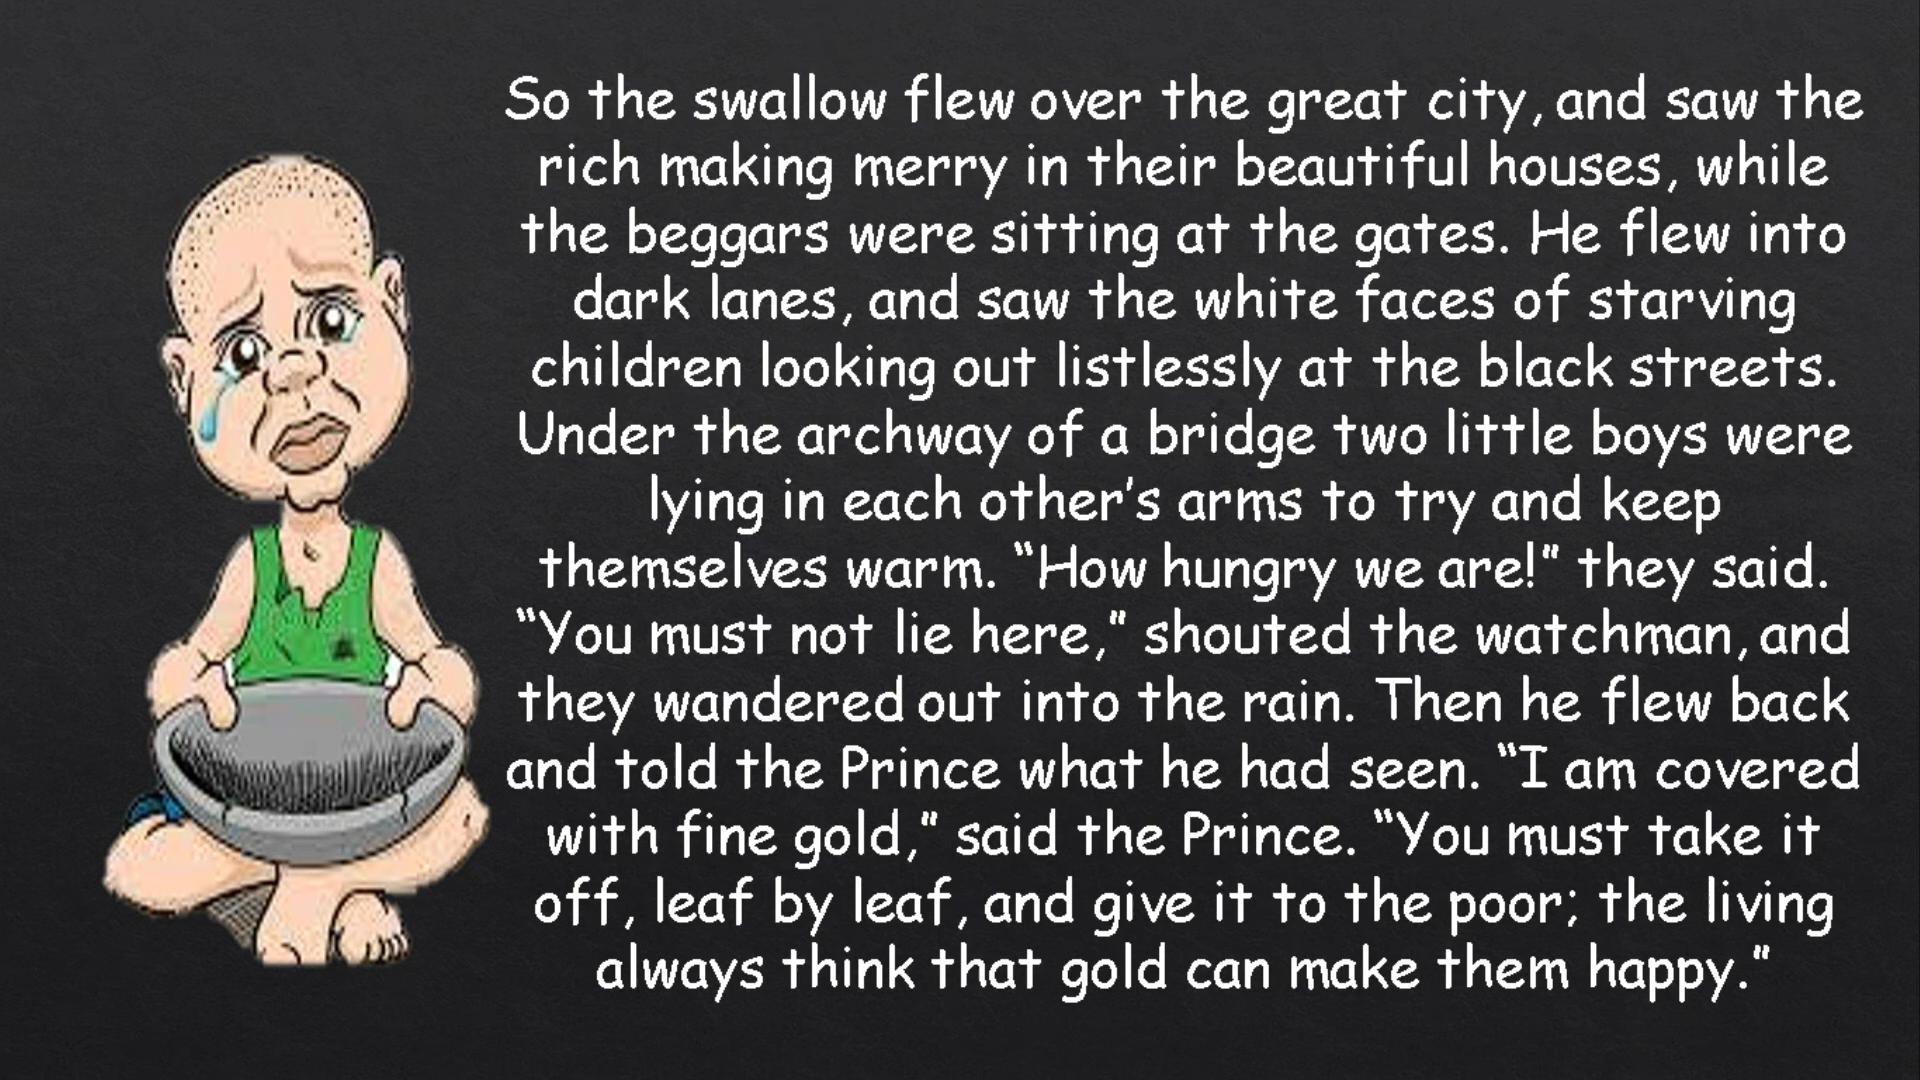 So the swallow flew over the great city, and saw the
rich making merry in their beautiful houses, while
the beggars were sitting at the gates. He flew into
dark lanes, and saw the white faces of starving
children looking out listlessly at the black streets.
Under the archway of a bridge two little boys were
lying in each other’s arms to try and keep
themselves warm. “How hungry we are!” they said.
“You must not lie here,” shouted the watchman, and
they wandered out into the rain. Then he flew back
and told the Prince what he had seen. “I am covered
with fine gold,” said the Prince. “You must take it
off, leaf by leaf, and give it to the poor; the living
always think that gold can make them happy.”